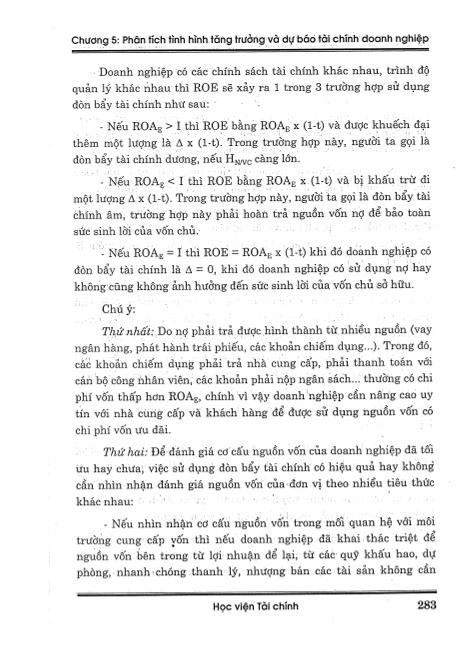 Chương 5: Phân tích tình hình tăng trưởng và dự báo tài chính doanh nghiệp
Doanh nghiệp có các chính sách tài chính khác nhau, trình độ
quản lý khác nhau thì ROE sẽ xảy ra 1 trong 3 trường hợp sử dụng
đòn bẩy tài chính như sau:
- Nếu ROA_E > I thì ROE bằng ROA_E x (1-t) và được khuếch đại
thêm một lượng là Δ x (1-t). Trong trường hợp này, người ta gọi là
đòn bẩy tài chính dương, nếu H_N/VC càng lớn.
- Nếu ROA_E < I thì ROE bằng ROA_E x (1-t) và bị khấu trừ đi
một lượng Δ x (1-t). Trong trường hợp này, người ta gọi là đòn bẩy tài
chính âm, trường hợp này phải hoàn trả nguồn vốn nợ để bảo toàn
sức sinh lời của vốn chủ.
- Nếu ROA_E = I thì ROE = ROA_E x (1-t) khi đó doanh nghiệp có
đòn bẩy tài chính là Δ = 0, khi đó doanh nghiệp có sử dụng nợ hay
không cũng không ảnh hưởng đến sức sinh lời của vốn chủ sở hữu.
Chú ý:
Thứ nhất: Do nợ phải trả được hình thành từ nhiều nguồn (vay
ngân hàng, phát hành trái phiếu, các khoản chiếm dụng...). Trong đó,
các khoản chiếm dụng phải trả nhà cung cấp, phải thanh toán với
cán bộ công nhân viên, các khoản phải nộp ngân sách... thường có chi
phí vốn thấp hơn ROA_E, chính vì vậy doanh nghiệp cần nâng cao uy
tín với nhà cung cấp và khách hàng để được sử dụng nguồn vốn có
chi phí vốn ưu đãi.
Thứ hai: Để đánh giá cơ cấu nguồn vốn của doanh nghiệp đã tối
ưu hay chưa, việc sử dụng đòn bẩy tài chính có hiệu quả hay không
cần nhìn nhận đánh giá nguồn vốn của đơn vị theo nhiều tiêu thức
khác nhau:
- Nếu nhìn nhận cơ cấu nguồn vốn trong mối quan hệ với môi
trường cung cấp vốn thì nếu doanh nghiệp đã khai thác triệt để
nguồn vốn bên trong từ lợi nhuận để lại, từ các quỹ khấu hao, dự
phòng, nhanh chóng thanh lý, nhượng bán các tài sản không cần
Học viện Tài chính 283